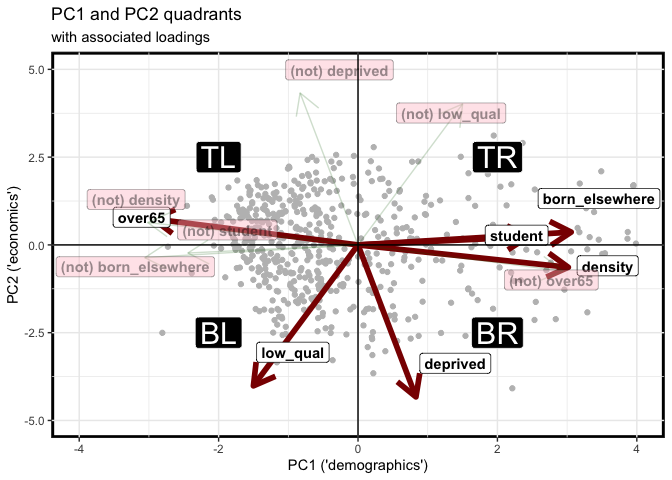 PC1 and PC2 quadrants
with associated loadings
5.0
2.5
0.0
-2.5
-5.0
PC2 ('economics')
(not) deprived
(not) low_qual
TL
TR
(not) density
over65
(not) student
(not) born_elsewhere
born_elsewhere
student
density
(not) over65
BL
BR
low_qual
deprived
-4
-2
0
2
4
PC1 ('demographics')